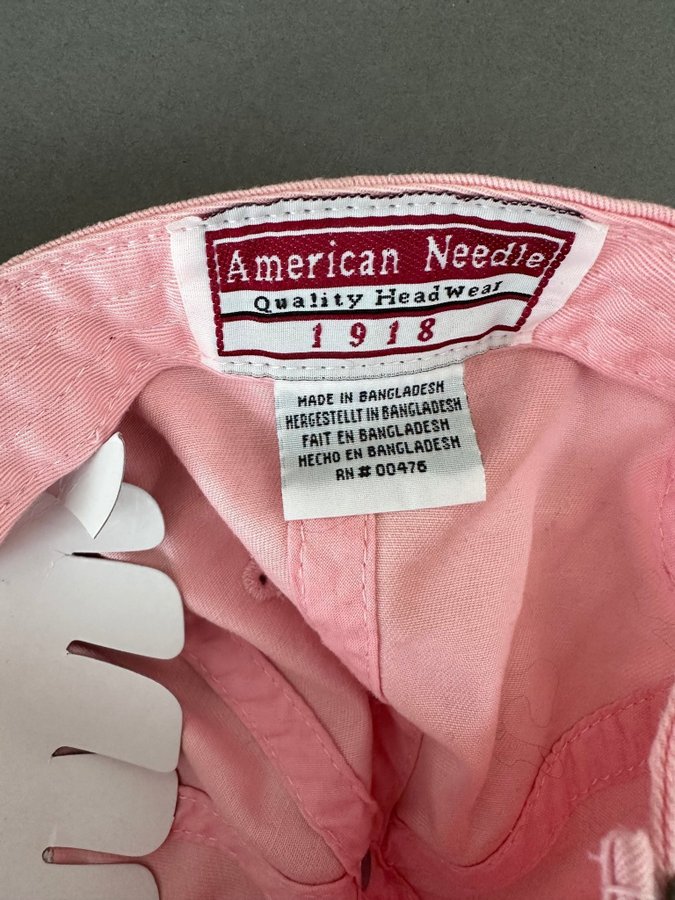 American Needle
Quality HeadWear
1918
MADE IN BANGLADESH
HERGESTELLT IN BANGLADESH
FAIT EN BANGLADESH
HECHO EN BANGLADESH
RN # 00476